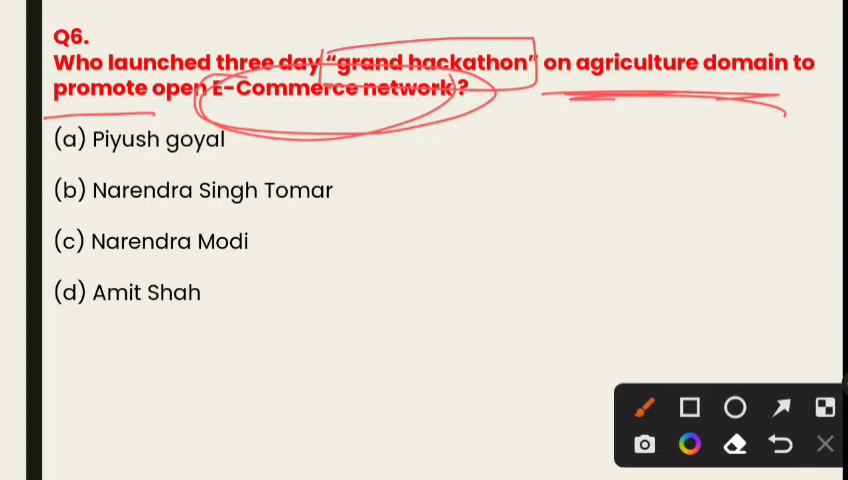 Q6.
Who launched three day "grand hackathon" on agriculture domain to
promote open E-Commerce network ?
(a) Piyush goyal
(b) Narendra Singh Tomar
(c) Narendra Modi
(d) Amit Shah